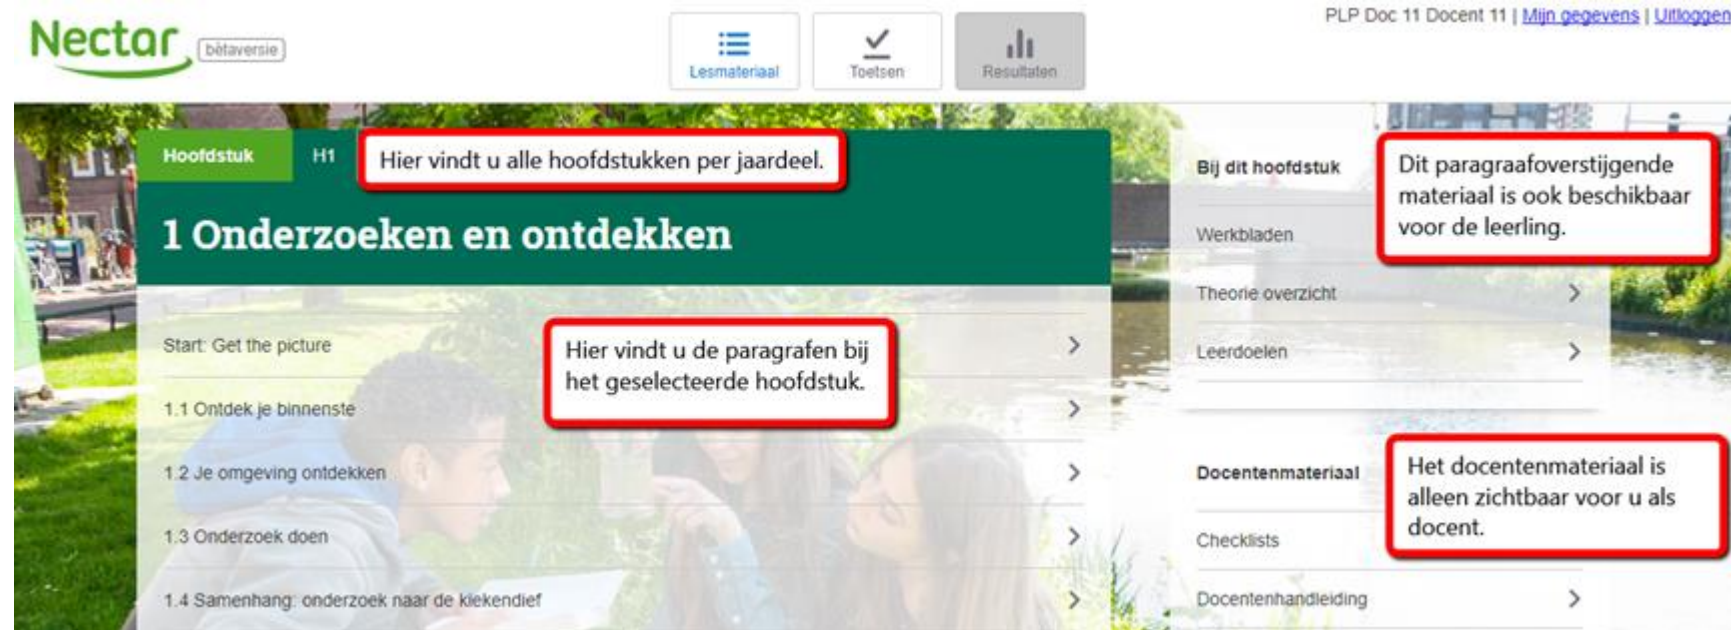 PLP Doc 11 Docent 11 | Mijn gegevens | Uitloggen
Nectar bètaversie
Lesmateriaal Toetsen Resultaten
Hoofdstuk H1
Hier vindt u alle hoofdstukken per jaardeel.
1 Onderzoeken en ontdekken
Start: Get the picture
1.1 Ontdek je binnenste
1.2 Je omgeving ontdekken
1.3 Onderzoek doen
1.4 Samenhang: onderzoek naar de kiekendief
Hier vindt u de paragrafen bij
het geselecteerde hoofdstuk.
Bij dit hoofdstuk
Werkbladen
Theorie overzicht
Leerdoelen
Dit paragraafoverstijgende
materiaal is ook beschikbaar
voor de leerling.
Docentenmateriaal
Checklists
Docentenhandleiding
Het docentenmateriaal is
alleen zichtbaar voor u als
docent.